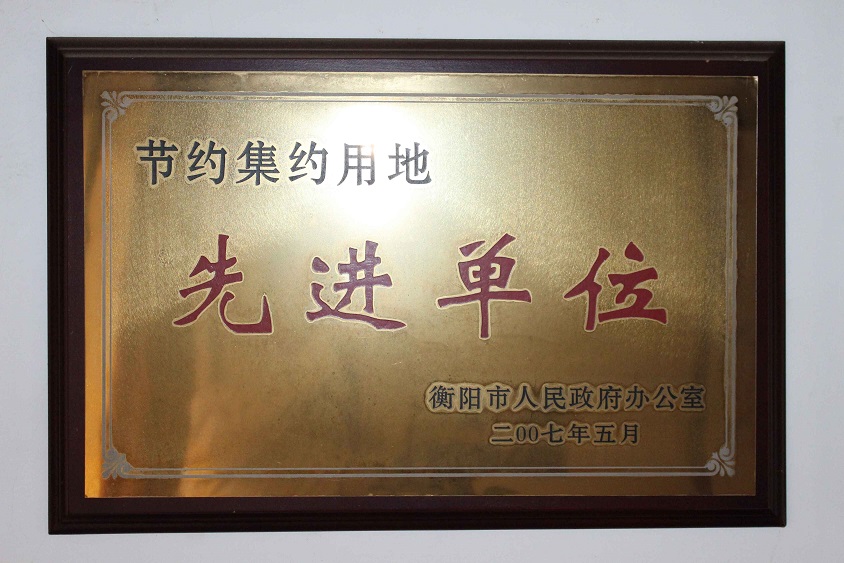 节约集约用地
先进单位
衡阳市人民政府办公室
二00七年五月